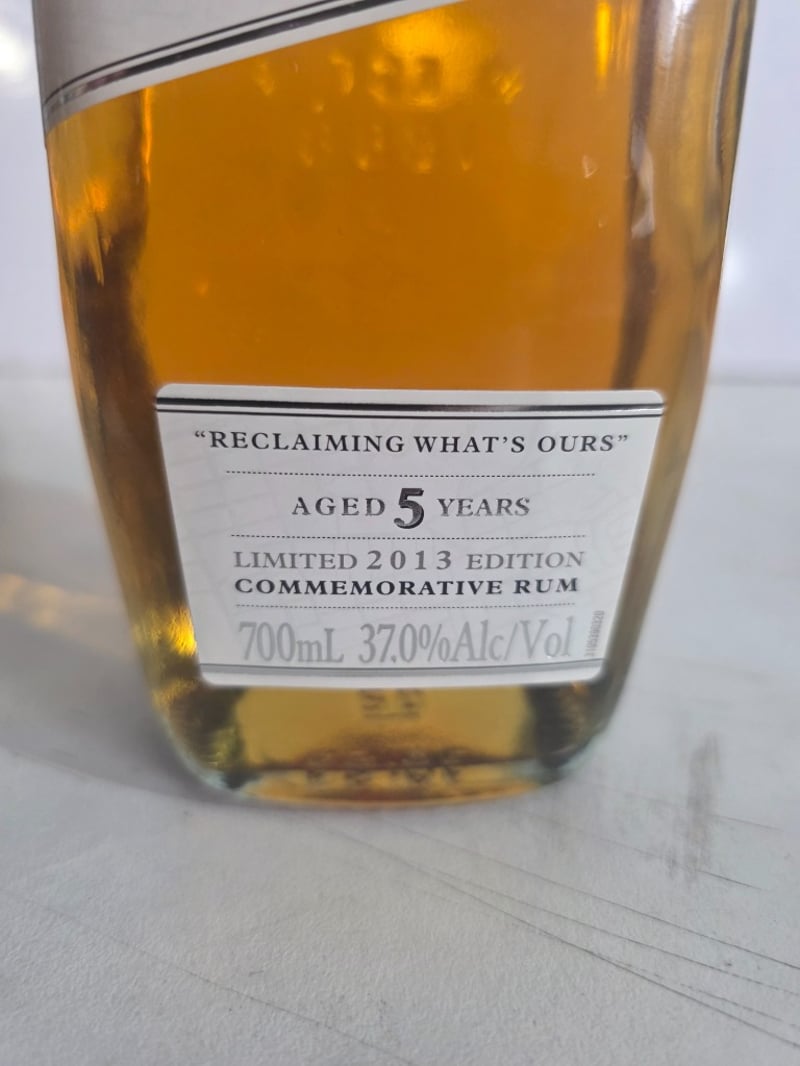 “RECLAIMING WHAT’S OURS”
AGED 5 YEARS
LIMITED 2013 EDITION
COMMEMORATIVE RUM
700mL 37.0%Alc/Vol